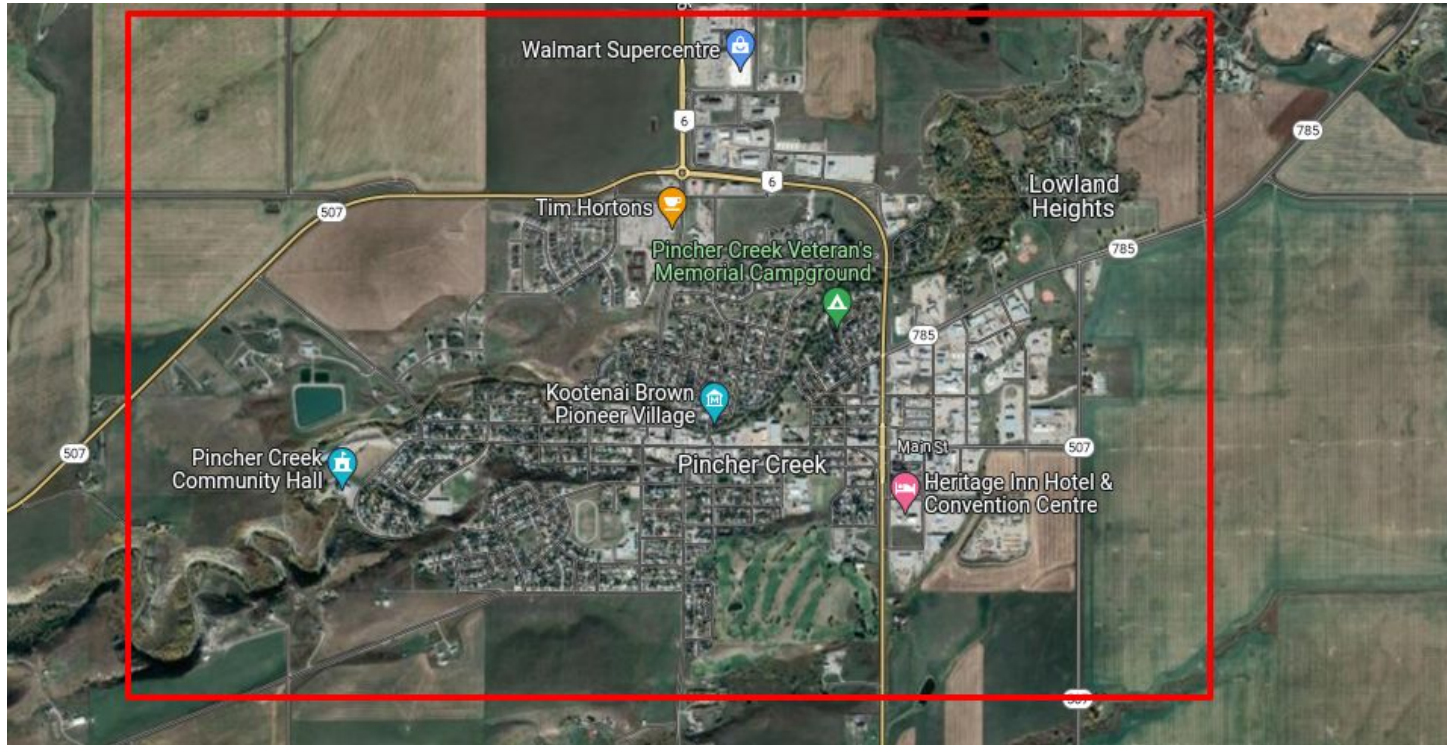 Walmart Supercentre
6
785
6
Lowland
Heights
507
Tim Hortons
785
Pincher Creek Veteran's
Memorial Campground
785
Kootenai Brown
Pioneer Village
Main St
507
507
Pincher Creek
Community Hall
Pincher Creek
Heritage Inn Hotel &
Convention Centre